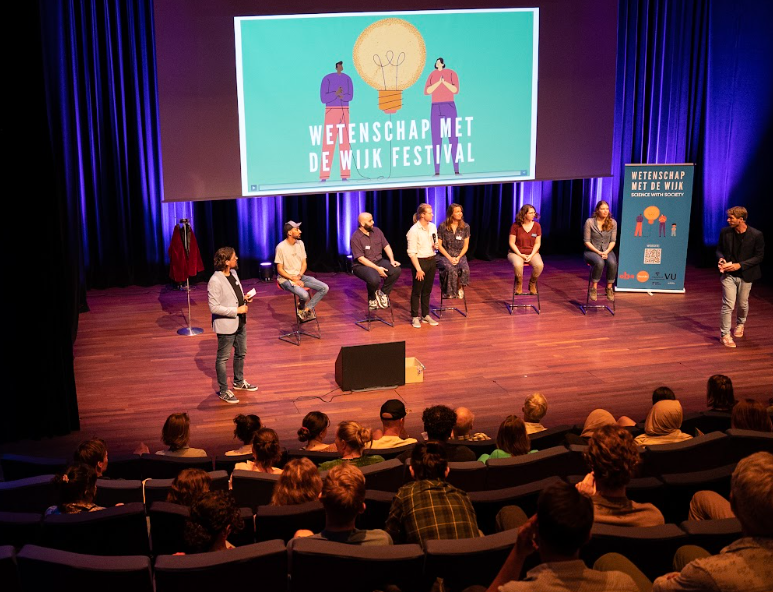 WETENSCHAP MET
DE WIJK FESTIVAL
WETENSCHAP
MET DE WIJK
SCIENCE WITH SOCIETY
VU